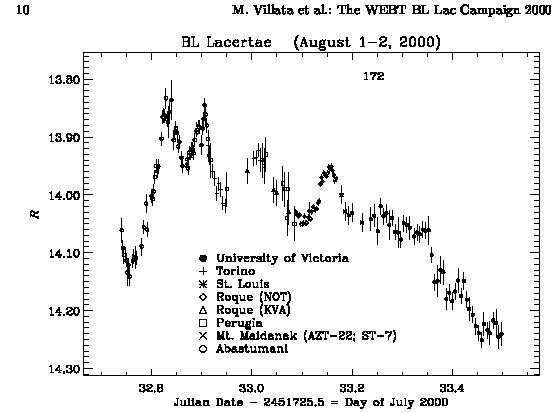 10
M. Villata et al.: The WEBT BL Lac Campaign 2000
BL Lacertae (August 1-2, 2000)
172
13.80
13.90
14.00
14.10
14.20
14.30
R
University of Victoria
Torino
St. Louis
Roque (NOT)
Roque (KVA)
Perugia
Mt. Maidanak (AZT-22; ST-7)
Abastumani
32.8
33.0
33.2
33.4
Julian Date - 2451725.5 = Day of July 2000